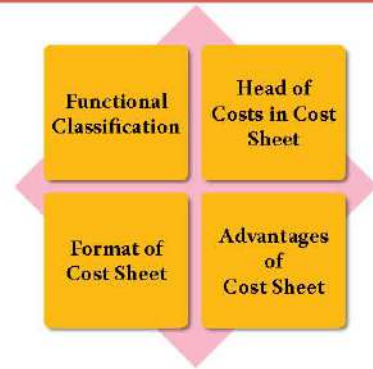 Functional
Classification
Head of
Costs in Cost
Sheet
Format of
Cost Sheet
Advantages
of
Cost Sheet